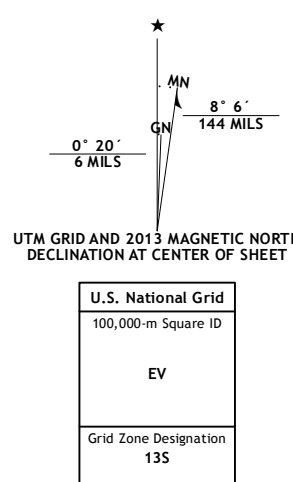 ★
MN
GN
8° 6´
144 MILS
0° 20´
6 MILS
UTM GRID AND 2013 MAGNETIC NORTH
DECLINATION AT CENTER OF SHEET
U.S. National Grid
100,000-m Square ID
EV
Grid Zone Designation
13S